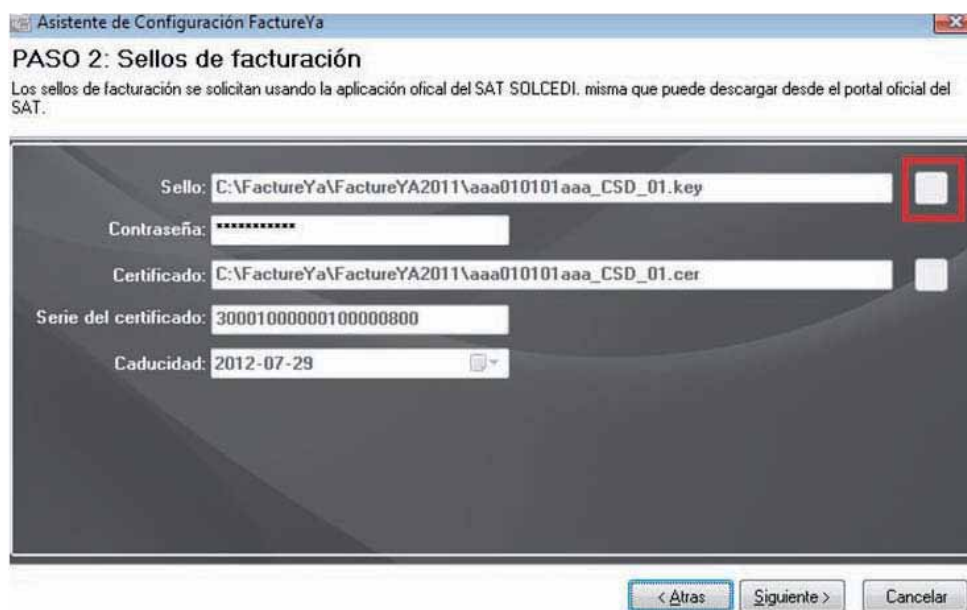 Asistente de Configuración FactureYa
PASO 2: Sellos de facturación
Los sellos de facturación se solicitan usando la aplicación ofical del SAT SOLCEDI. misma que puede descargar desde el portal oficial del
SAT.
Sello: C:\FactureYa\FactureYA2011\aaa010101aaa_CSD_01.key
Contraseña: ***********
Certificado: C:\FactureYa\FactureYA2011\aaa010101aaa_CSD_01.cer
Serie del certificado: 30001000000100000800
Caducidad: 2012-07-29
< Atras Siguiente > Cancelar